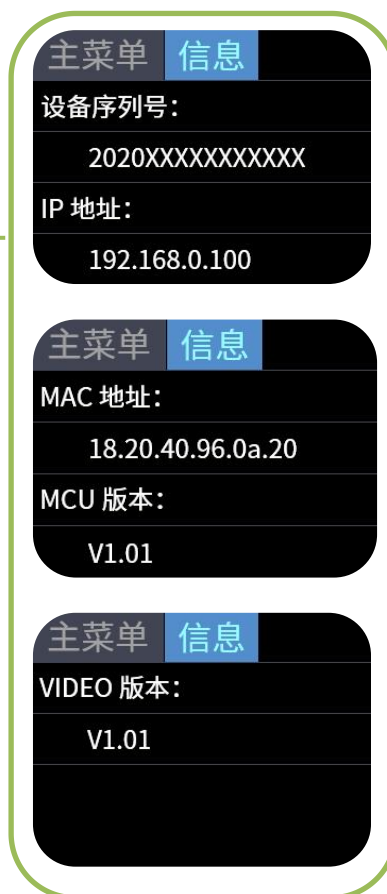 主菜单 信息
设备序列号：
2020XXXXXXXXXXX
IP 地址：
192.168.0.100
主菜单 信息
MAC 地址：
18.20.40.96.0a.20
MCU 版本：
V1.01
主菜单 信息
VIDEO 版本：
V1.01